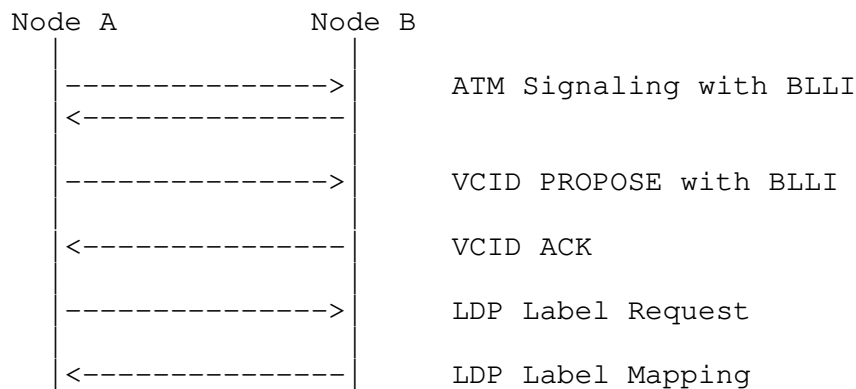 Node A Node B
ATM Signaling with BLLI
VCID PROPOSE with BLLI
VCID ACK
LDP Label Request
LDP Label Mapping